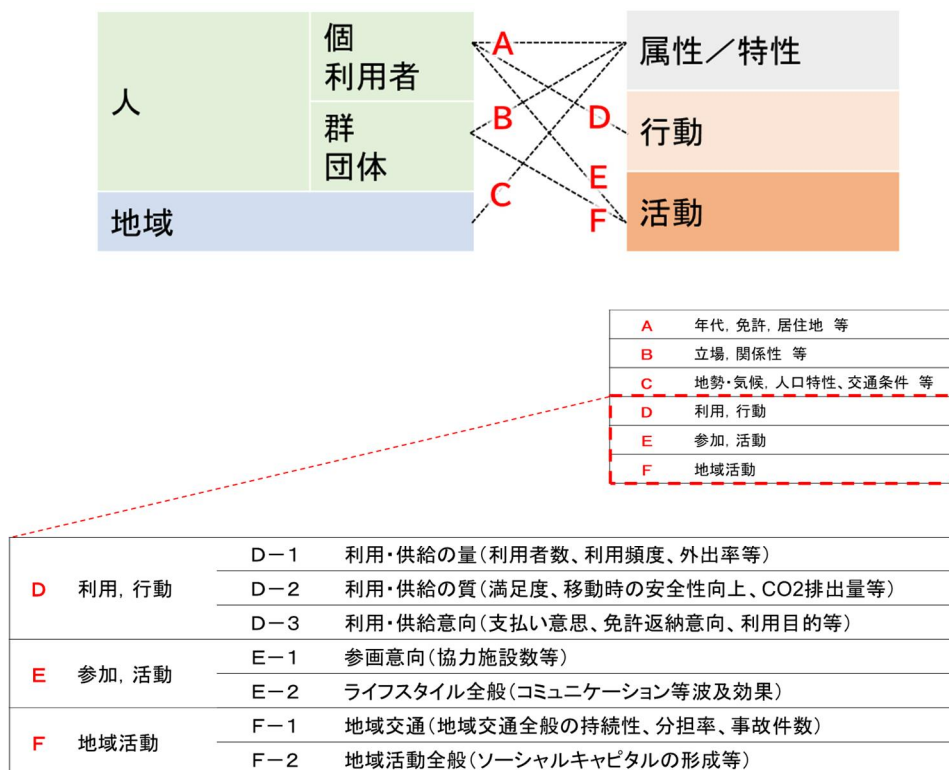 人
個
利用者
群
団体
地域
A
B
C
D
E
F
属性／特性
行動
活動
A 年代, 免許, 居住地 等
B 立場, 関係性 等
C 地勢・気候, 人口特性、交通条件 等
D 利用, 行動
E 参加, 活動
F 地域活動
D 利用, 行動
D－1 利用・供給の量(利用者数、利用頻度、外出率等)
D－2 利用・供給の質(満足度、移動時の安全性向上、CO2排出量等)
D－3 利用・供給意向(支払い意思、免許返納意向、利用目的等)
E 参加, 活動
E－1 参画意向(協力施設数等)
E－2 ライフスタイル全般(コミュニケーション等波及効果)
F 地域活動
F－1 地域交通(地域交通全般の持続性、分担率、事故件数)
F－2 地域活動全般(ソーシャルキャピタルの形成等)